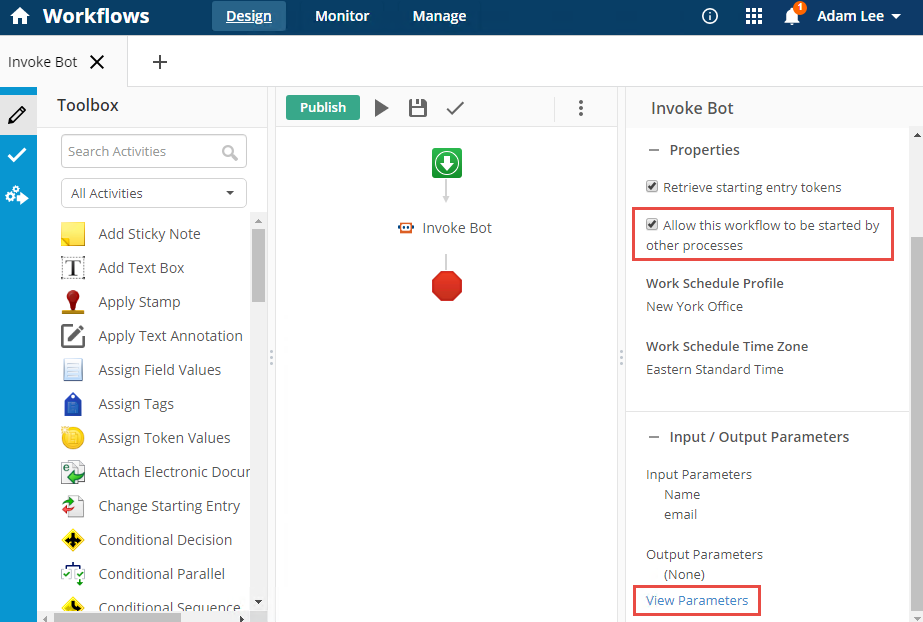 Workflows
Design
Monitor
Manage
1
Adam Lee
Invoke Bot
Toolbox
Search Activities
All Activities
Add Sticky Note
Add Text Box
Apply Stamp
Apply Text Annotation
Assign Field Values
Assign Tags
Assign Token Values
Attach Electronic Docur
Change Starting Entry
Conditional Decision
Conditional Parallel
Conditional Sequence
Publish
Invoke Bot
Invoke Bot
Properties
Retrieve starting entry tokens
Allow this workflow to be started by
other processes
Work Schedule Profile
New York Office
Work Schedule Time Zone
Eastern Standard Time
Input / Output Parameters
Input Parameters
Name
email
Output Parameters
(None)
View Parameters